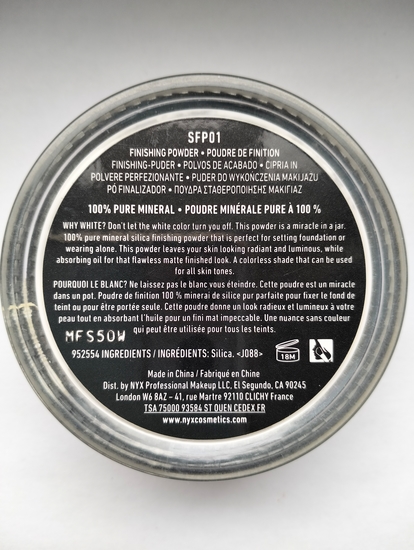 SFP01
FINISHING POWDER • POUDRE DE FINITION
FINISHING-PUDER • POLVOS DE ACABADO • CIPRIA IN
POLVERE PERFEZIONANTE • PUDER DO WYKONCZENIA MAKIJAZU
PÓ FINALIZADOR • ΠΟΥΔΡΑ ΣΤΑΘΕΡΟΠΟΙΗΣΗΣ ΜΑΚΙΓΙΑΖ
100% PURE MINERAL • POUDRE MINÉRALE PURE À 100 %
WHY WHITE? Don't let the white color turn you off. This powder is a miracle in a jar.
100% pure mineral silica finishing powder that is perfect for setting foundation or
wearing alone. This powder leaves your skin looking radiant and luminous, while
absorbing oil for that flawless matte finished look. A colorless shade that can be used
for all skin tones.
POURQUOI LE BLANC? Ne laissez pas le blanc vous éteindre. Cette poudre est un miracle
dans un pot. Poudre de finition 100 % minerai de silice pur parfaite pour fixer le fond de
teint ou pour être portée seule. Cette poudre donne un look radieux et lumineux à votre
peau tout en absorbant l'huile pour un fini mat impeccable. Une nuance sans couleur
qui peut être utilisée pour tous les teints.
MFS50W
952554 INGREDIENTS / INGRÉDIENTS: Silica. <J088>
18M
Made in China / Fabriqué en Chine
Dist. by NYX Professional Makeup LLC, El Segundo, CA 90245
London W6 8AZ – 41, rue Martre 92110 CLICHY France
TSA 75000 93584 ST OUEN CEDEX FR
www.nyxcosmetics.com